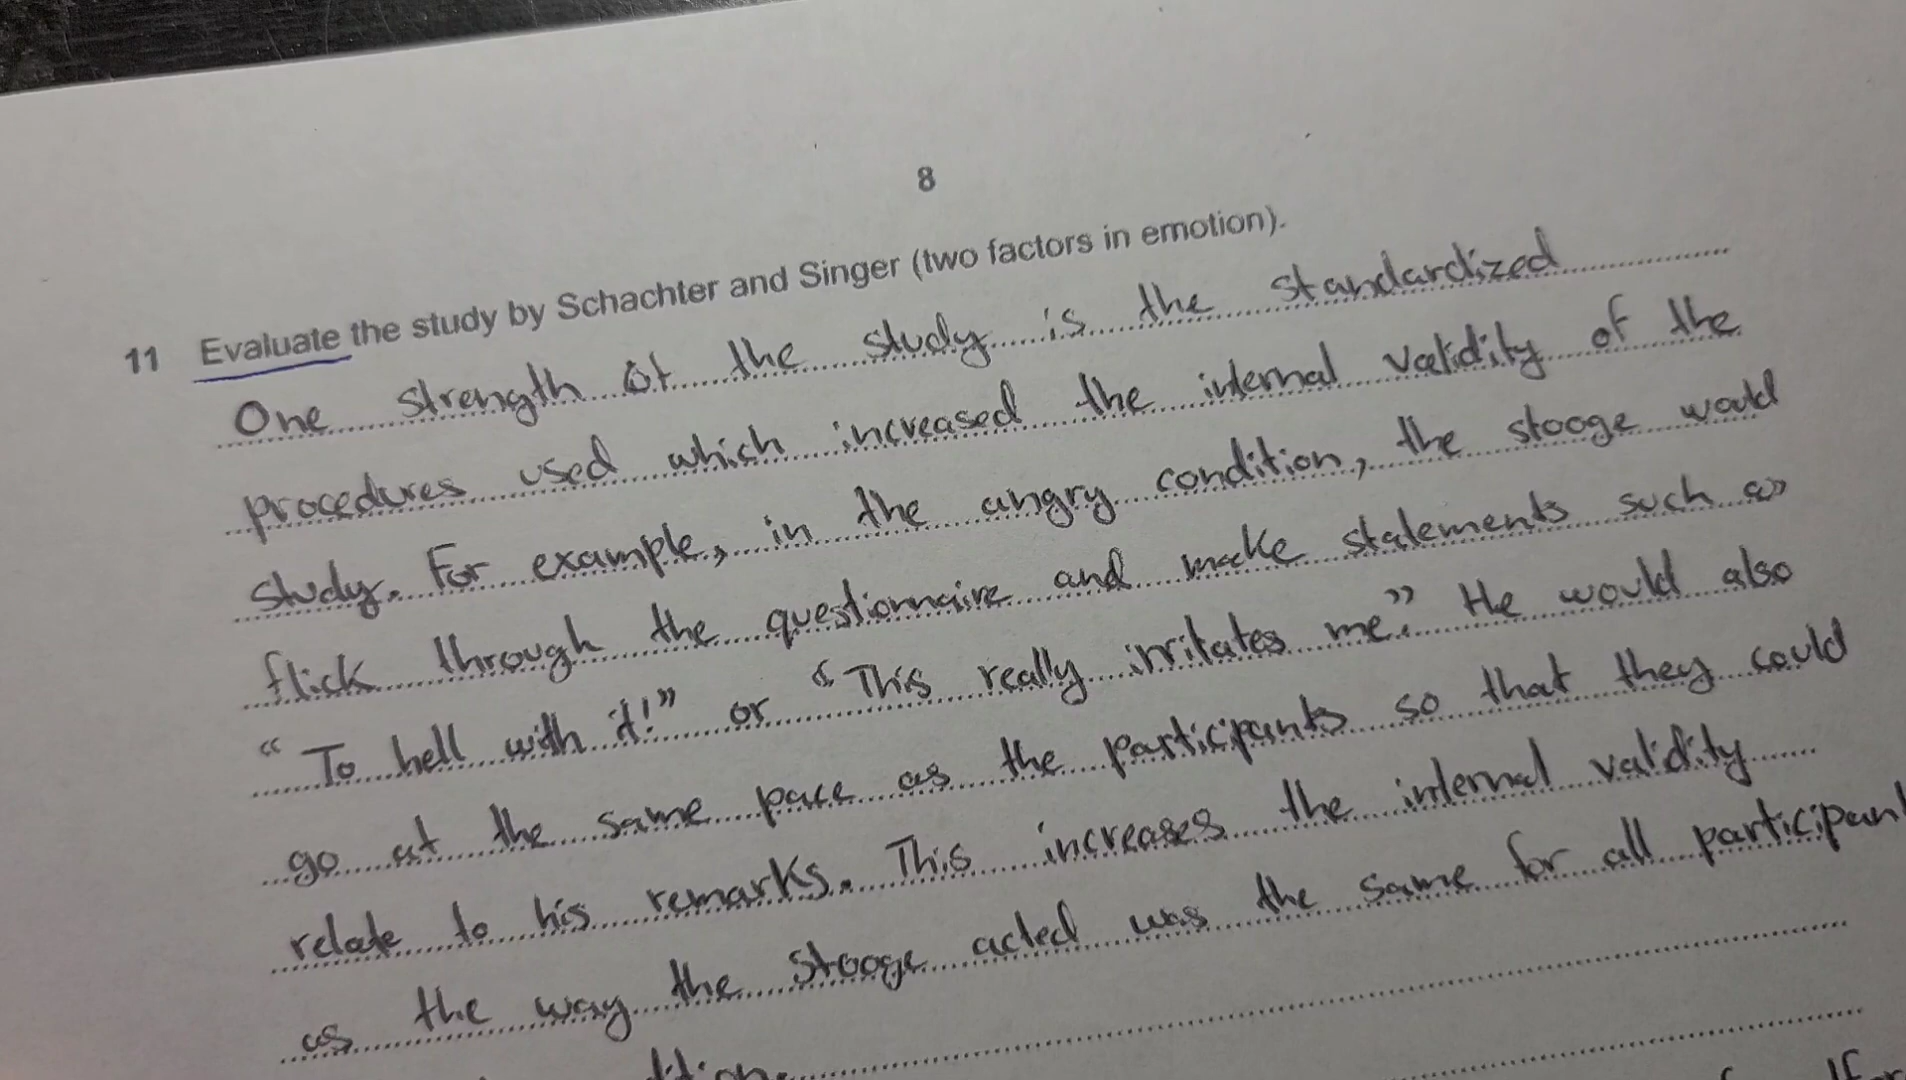 8
11 Evaluate the study by Schachter and Singer (two factors in emotion).
One strength of the study is the standardized
procedures used which increased the internal validity of the
study. For example, in the angry condition, the stooge would
flick through the questionnaire and make statements such as
“To hell with it!” or “This really irritates me”. He would also
go at the same pace as the participants so that they could
relate to his remarks. This increases the internal validity
as the way the stooge acted was the same for all participant